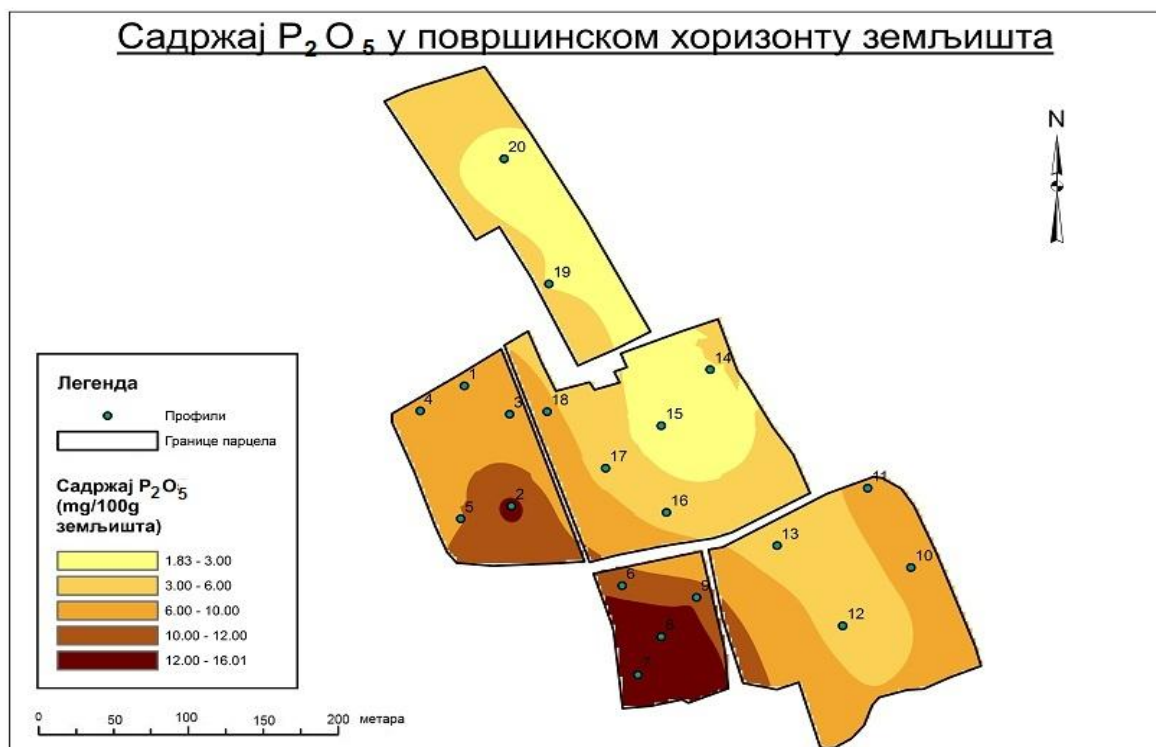 Садржај P₂O₅ у површинском хоризонту земљишта
N
20
19
14
1
4
3
18
15
17
2
16
5
11
13
10
6
9
12
8
7
Легенда
Профили
Границе парцела
Садржај P₂O₅
(mg/100g
земљишта)
1.83 - 3.00
3.00 - 6.00
6.00 - 10.00
10.00 - 12.00
12.00 - 16.01
0 50 100 150 200 метара